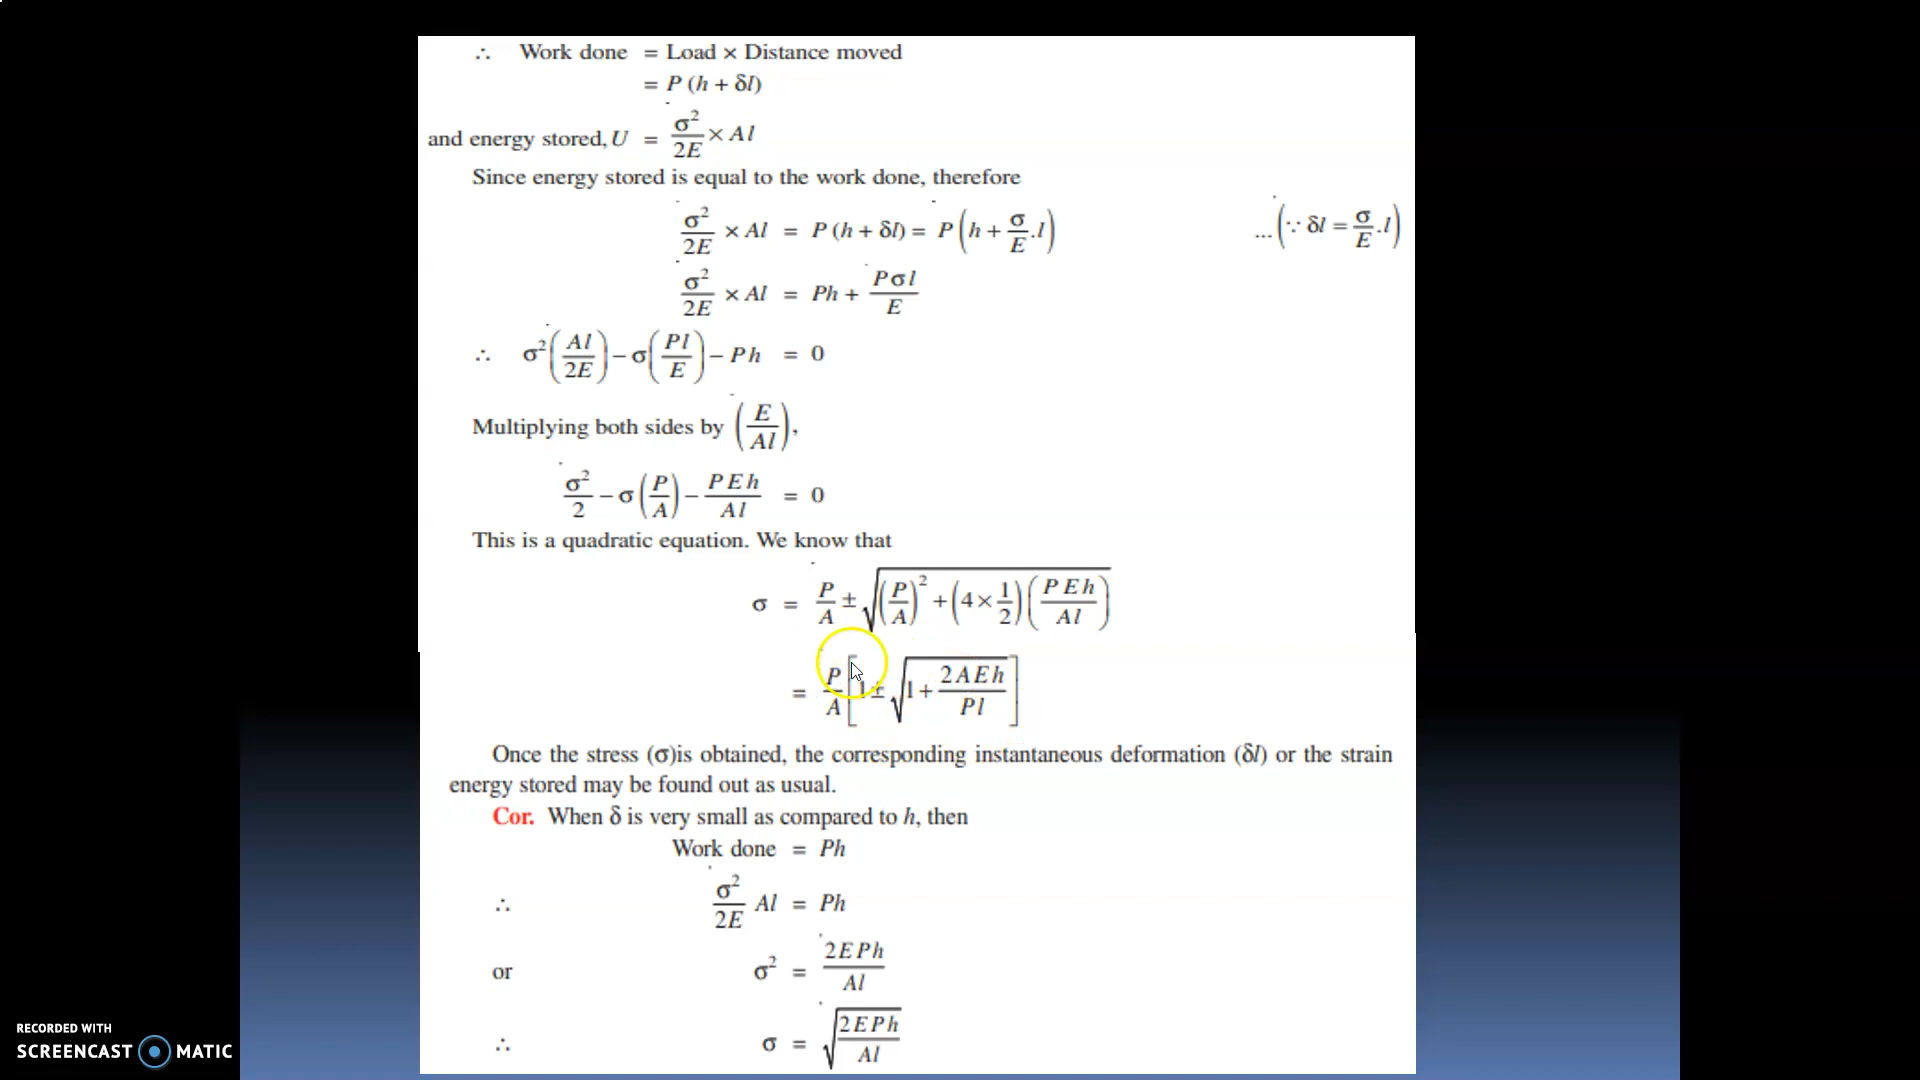 ∴ Work done = Load × Distance moved
= P (h + δl)
and energy stored, U = σ²/2E × Al
Since energy stored is equal to the work done, therefore
σ²/2E × Al = P (h + δl) = P (h + σ/E .l) ...(∵ δl = σ/E .l)
σ²/2E × Al = Ph + Pσl/E
∴ σ² (Al/2E) − σ (Pl/E) − Ph = 0
Multiplying both sides by (E/Al),
σ²/2 − σ (P/A) − PEh/Al = 0
This is a quadratic equation. We know that
σ = P/A ± √((P/A)² + (4 × 1/2) (PEh/Al))
= P/A [1 ± √(1 + 2AEh/Pl)]
Once the stress (σ)is obtained, the corresponding instantaneous deformation (δl) or the strain
energy stored may be found out as usual.
Cor. When δ is very small as compared to h, then
Work done = Ph
∴ σ²/2E Al = Ph
or σ² = 2EPh/Al
∴ σ = √(2EPh/Al)
RECORDED WITH
SCREENCAST MATIC